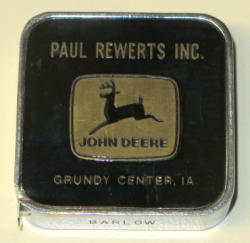 PAUL REWERTS INC.
JOHN DEERE
GRUNDY CENTER, IA
BARLOW